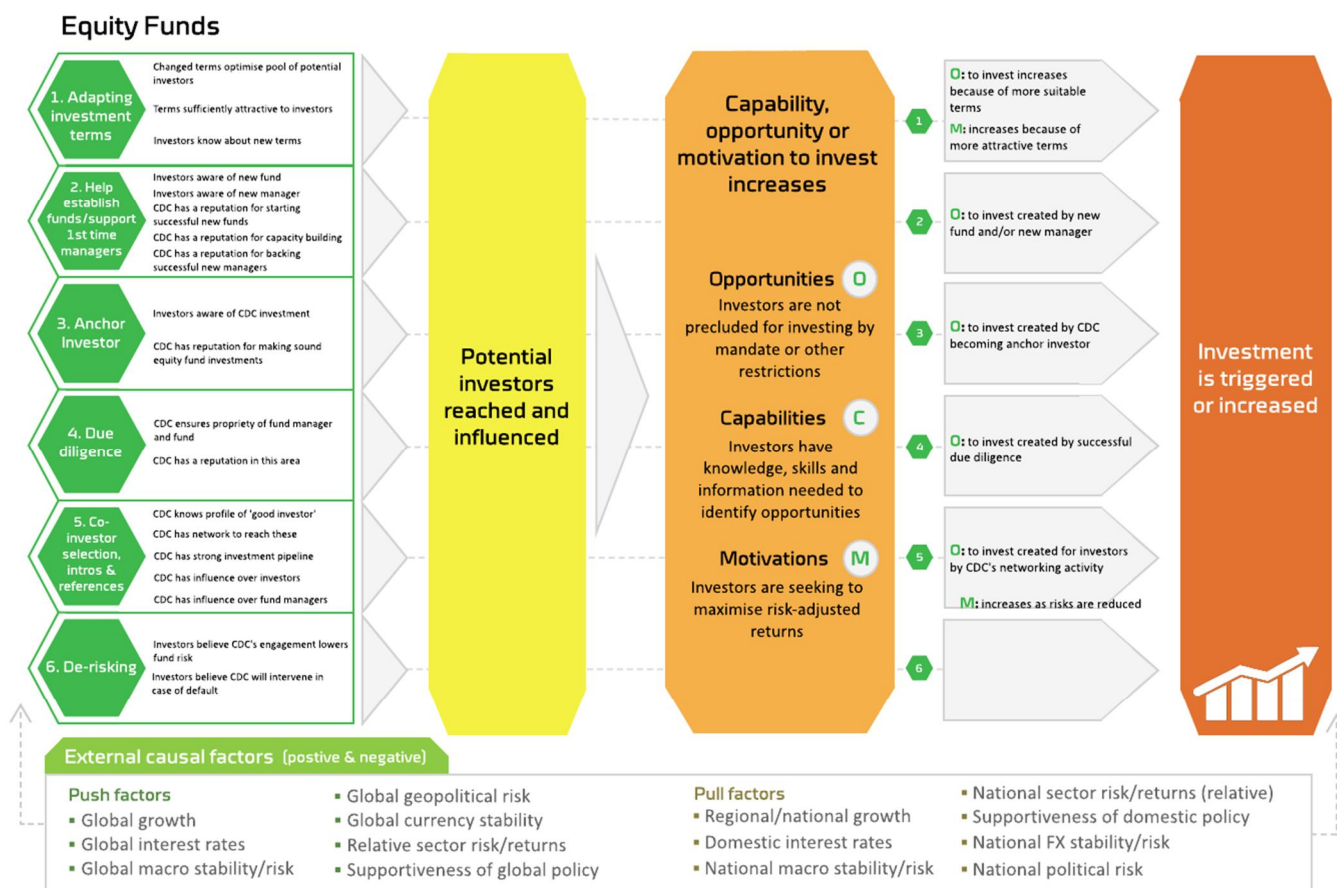 Equity Funds
1. Adapting
investment
terms
Changed terms optimise pool of potential
investors
Terms sufficiently attractive to investors
Investors know about new terms
2. Help
establish
funds/support
1st time
managers
Investors aware of new fund
Investors aware of new manager
CDC has a reputation for starting
successful new funds
CDC has a reputation for capacity building
CDC has a reputation for backing
successful new managers
3. Anchor
Investor
Investors aware of CDC investment
CDC has reputation for making sound
equity fund investments
4. Due
diligence
CDC ensures propriety of fund manager
and fund
CDC has a reputation in this area
5. Co-
investor
selection,
intros &
references
CDC knows profile of 'good investor'
CDC has network to reach these
CDC has strong investment pipeline
CDC has influence over investors
CDC has influence over fund managers
6. De-risking
Investors believe CDC's engagement lowers
fund risk
Investors believe CDC will intervene in
case of default
Potential
investors
reached and
influenced
Capability,
opportunity or
motivation to invest
increases
Opportunities O
Investors are not
precluded for investing by
mandate or other
restrictions
Capabilities C
Investors have
knowledge, skills and
information needed to
identify opportunities
Motivations M
Investors are seeking to
maximise risk-adjusted
returns
1
O: to invest increases
because of more suitable
terms
M: increases because of
more attractive terms
2
O: to invest created by new
fund and/or new manager
3
O: to invest created by CDC
becoming anchor investor
4
O: to invest created by successful
due diligence
5
O: to invest created for investors
by CDC's networking activity
M: increases as risks are reduced
6
Investment
is triggered
or increased
External causal factors (postive & negative)
Push factors
▪ Global growth
▪ Global interest rates
▪ Global macro stability/risk
▪ Global geopolitical risk
▪ Global currency stability
▪ Relative sector risk/returns
▪ Supportiveness of global policy
Pull factors
▪ Regional/national growth
▪ Domestic interest rates
▪ National macro stability/risk
▪ National sector risk/returns (relative)
▪ Supportiveness of domestic policy
▪ National FX stability/risk
▪ National political risk